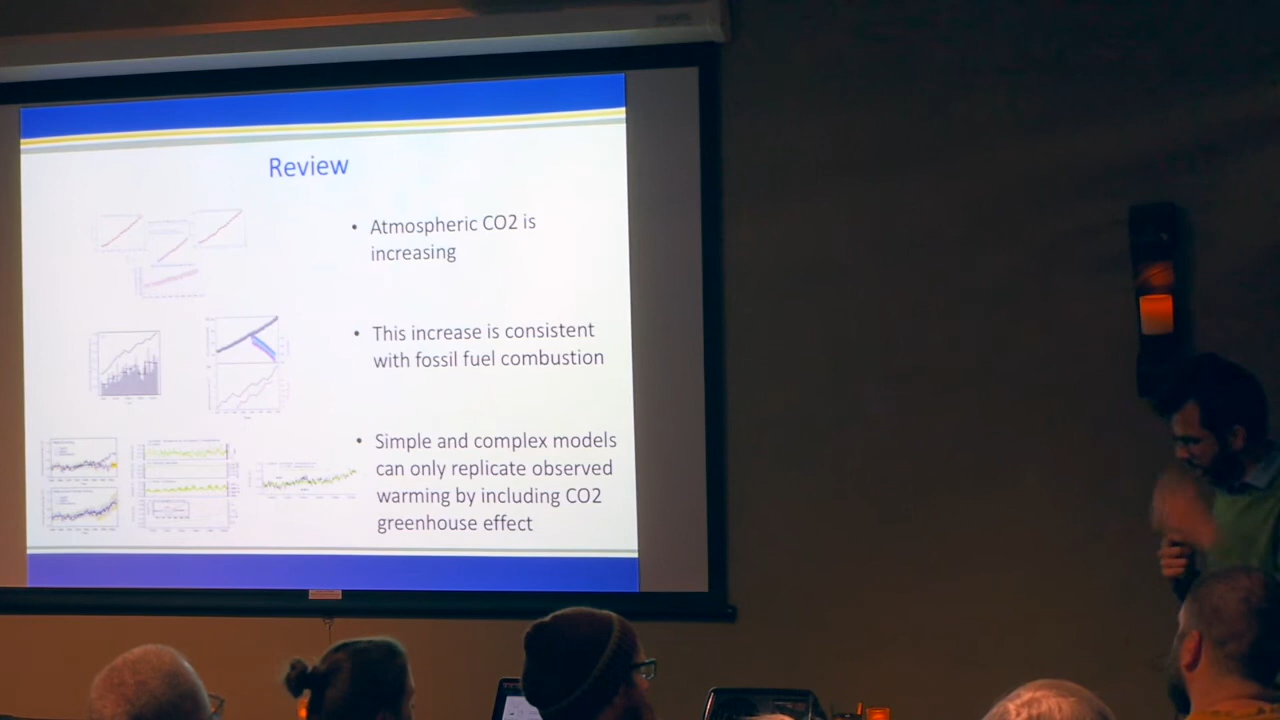 Review
• Atmospheric CO2 is
increasing
• This increase is consistent
with fossil fuel combustion
• Simple and complex models
can only replicate observed
warming by including CO2
greenhouse effect